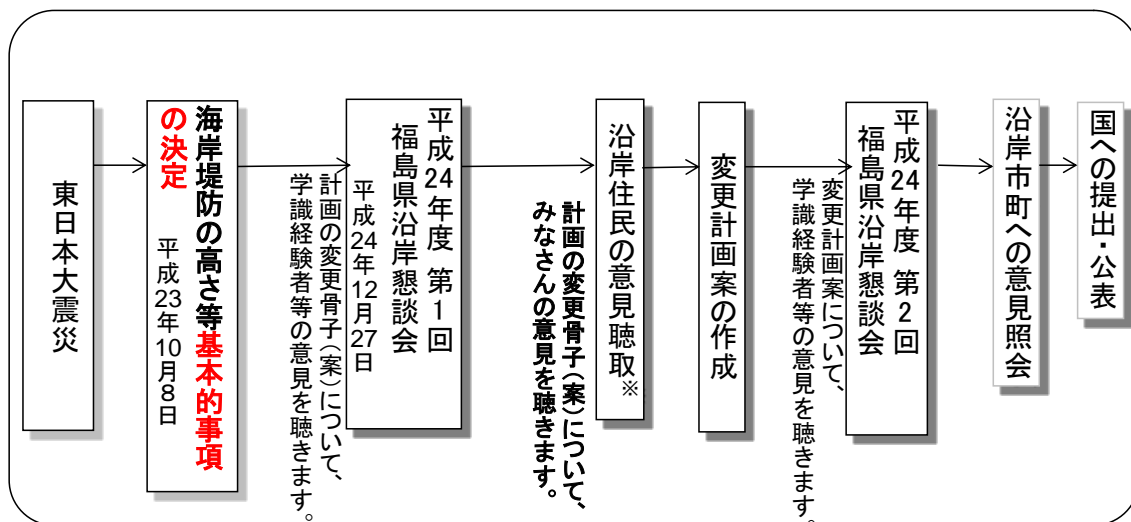 東日本大震災
海岸堤防の高さ等基本的事項
の決定
平成23年10月8日
計画の変更骨子(案)について、
学識経験者等の意見を聴きます。
平成24年度 第1回
福島県沿岸懇談会
平成24年12月27日
計画の変更骨子(案)について、
みなさんの意見を聴きます。
沿岸住民の意見聴取※
変更計画案の作成
変更計画案について、
学識経験者等の意見を聴きます。
平成24年度 第2回
福島県沿岸懇談会
沿岸市町への意見照会
国への提出・公表